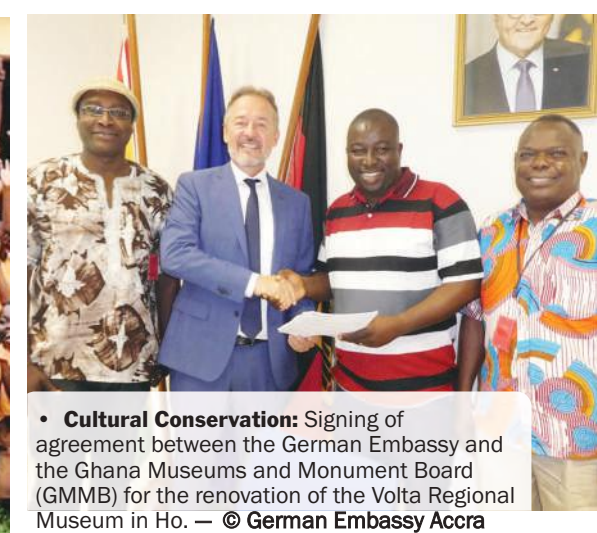 • Cultural Conservation: Signing of
agreement between the German Embassy and
the Ghana Museums and Monument Board
(GMMB) for the renovation of the Volta Regional
Museum in Ho. — © German Embassy Accra